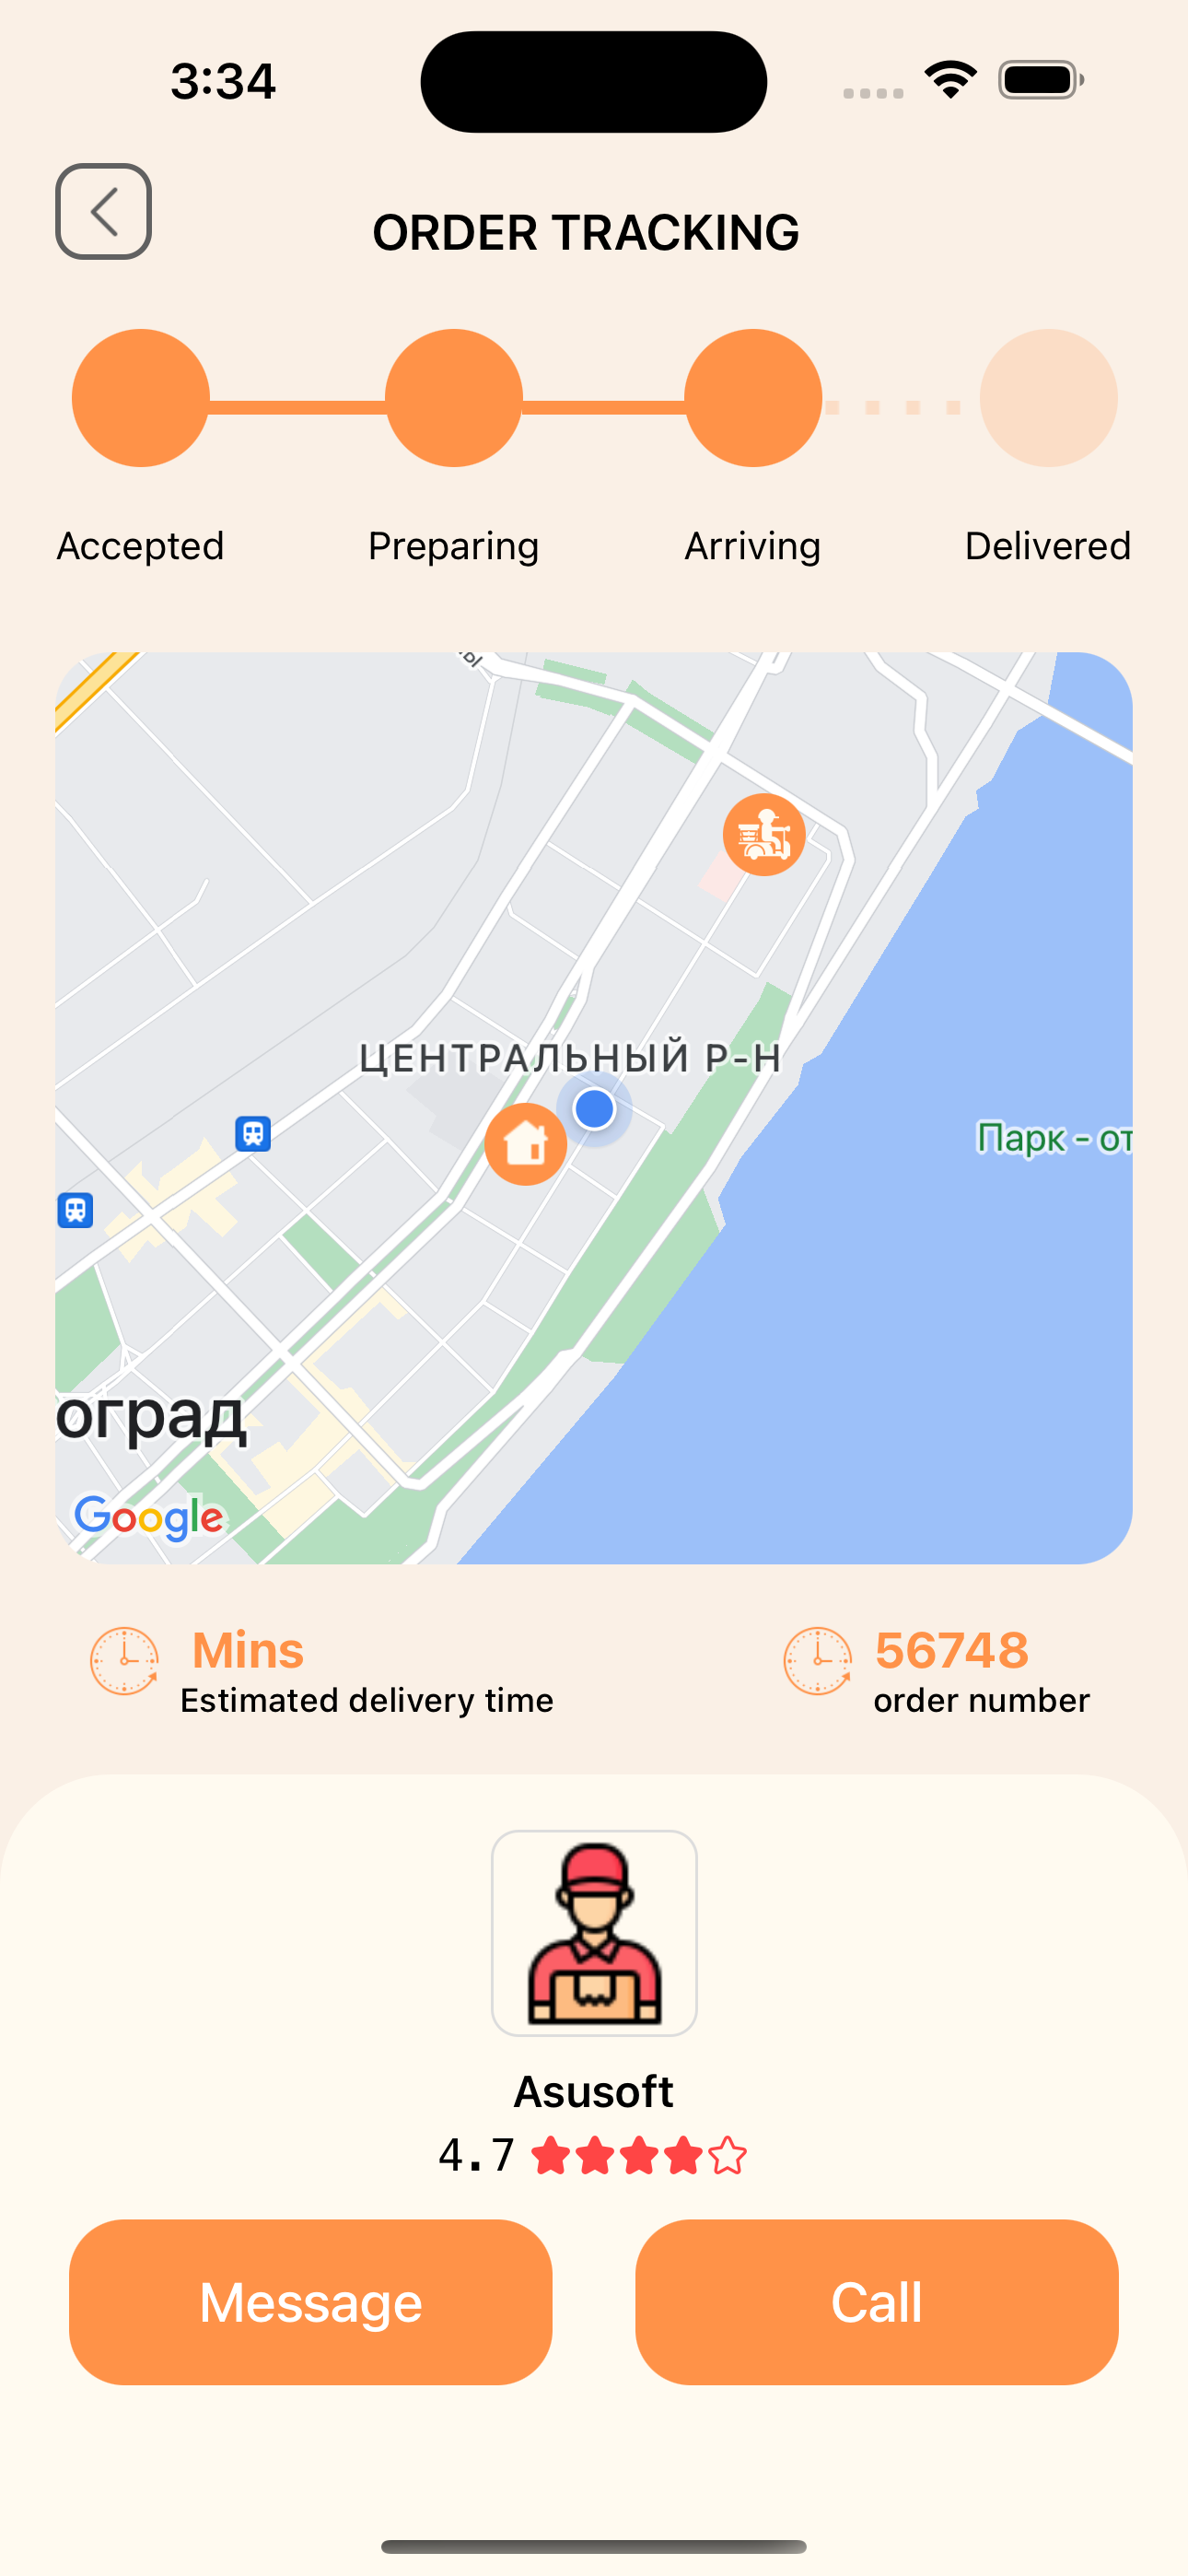 3:34
ORDER TRACKING
Accepted
Preparing
Arriving
Delivered
ЦЕНТРАЛЬНЫЙ Р-Н
Парк - от
оград
Google
Mins
Estimated delivery time
56748
order number
Asusoft
4.7
Message
Call